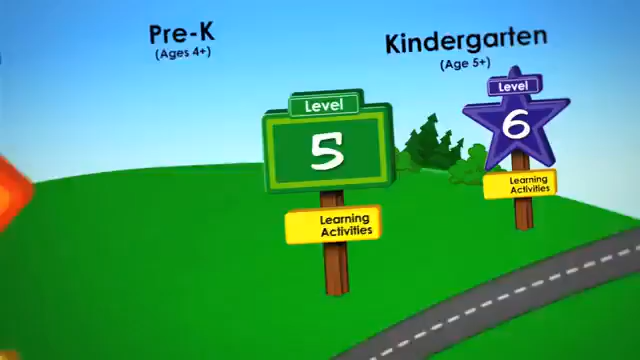 Pre-K
(Ages 4+)
Kindergarten
(Age 5+)
Level
5
Learning
Activities
Level
6
Learning
Activities